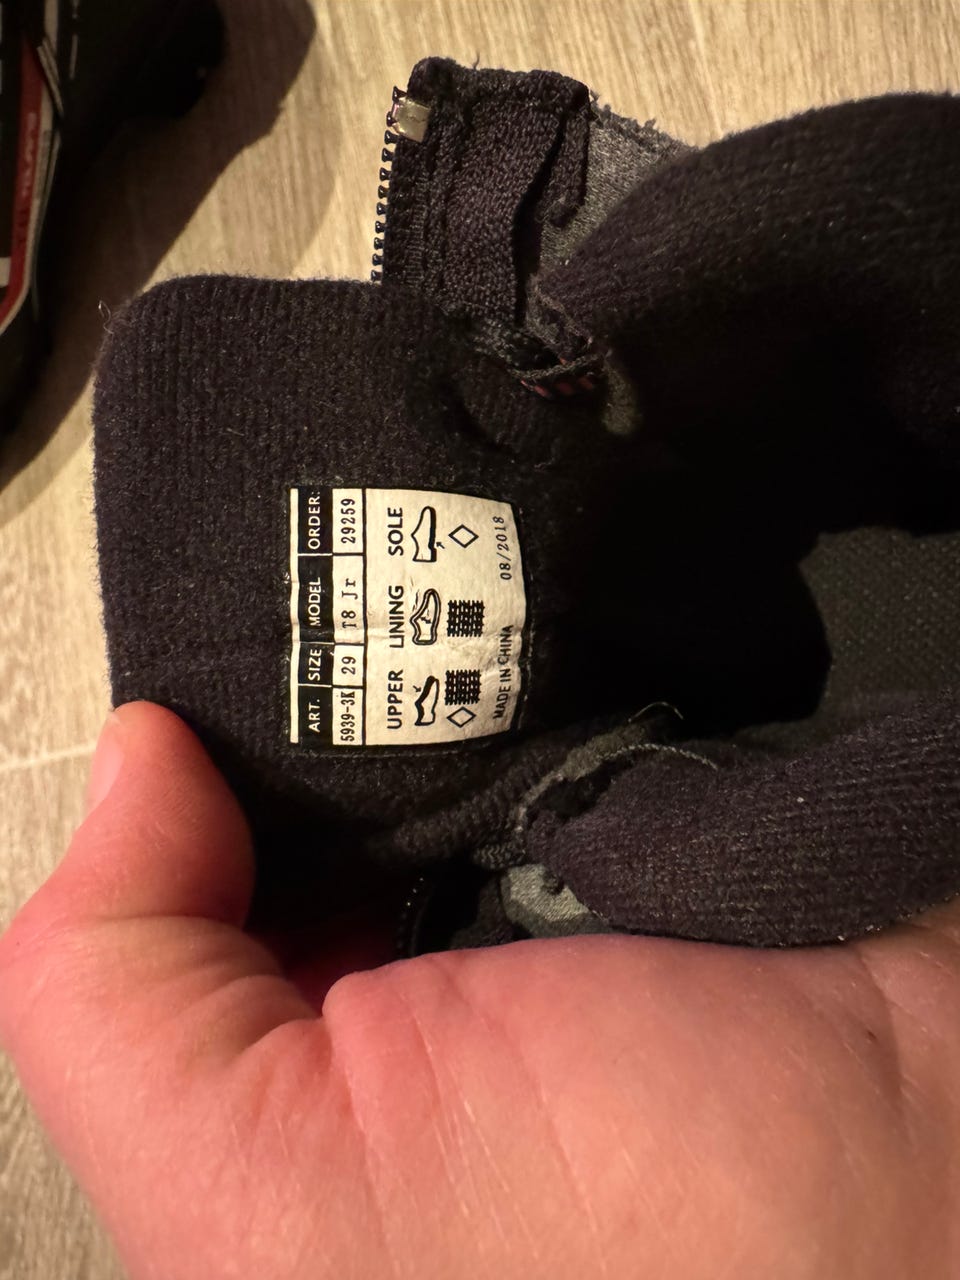 ART. SIZE MODEL ORDER:
5939-3K 29 T8 Jr 29259
UPPER LINING SOLE
MADE IN CHINA 08/2018